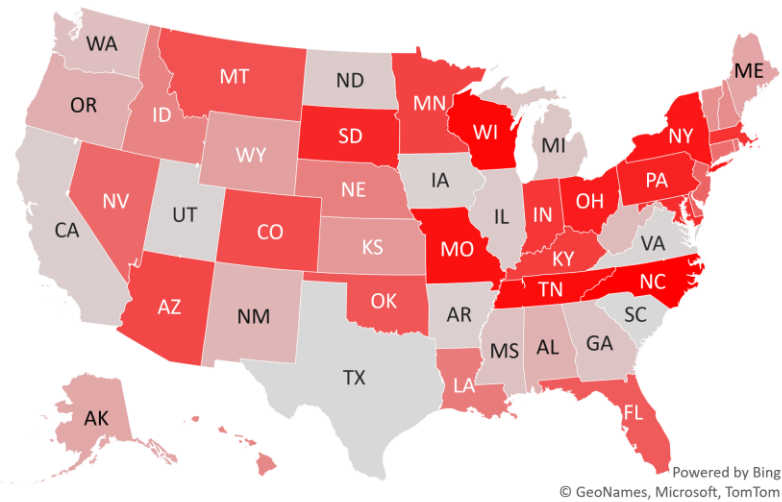 WA
ME
MT
ND
OR
MN
ID
SD
WI
NY
MI
WY
PA
IA
NE
NV
OH
IL
IN
UT
CA
CO
VA
KS
MO
KY
NC
TN
AZ
OK
NM
AR
SC
MS
AL
GA
TX
LA
FL
AK
Powered by Bing
© GeoNames, Microsoft, TomTom